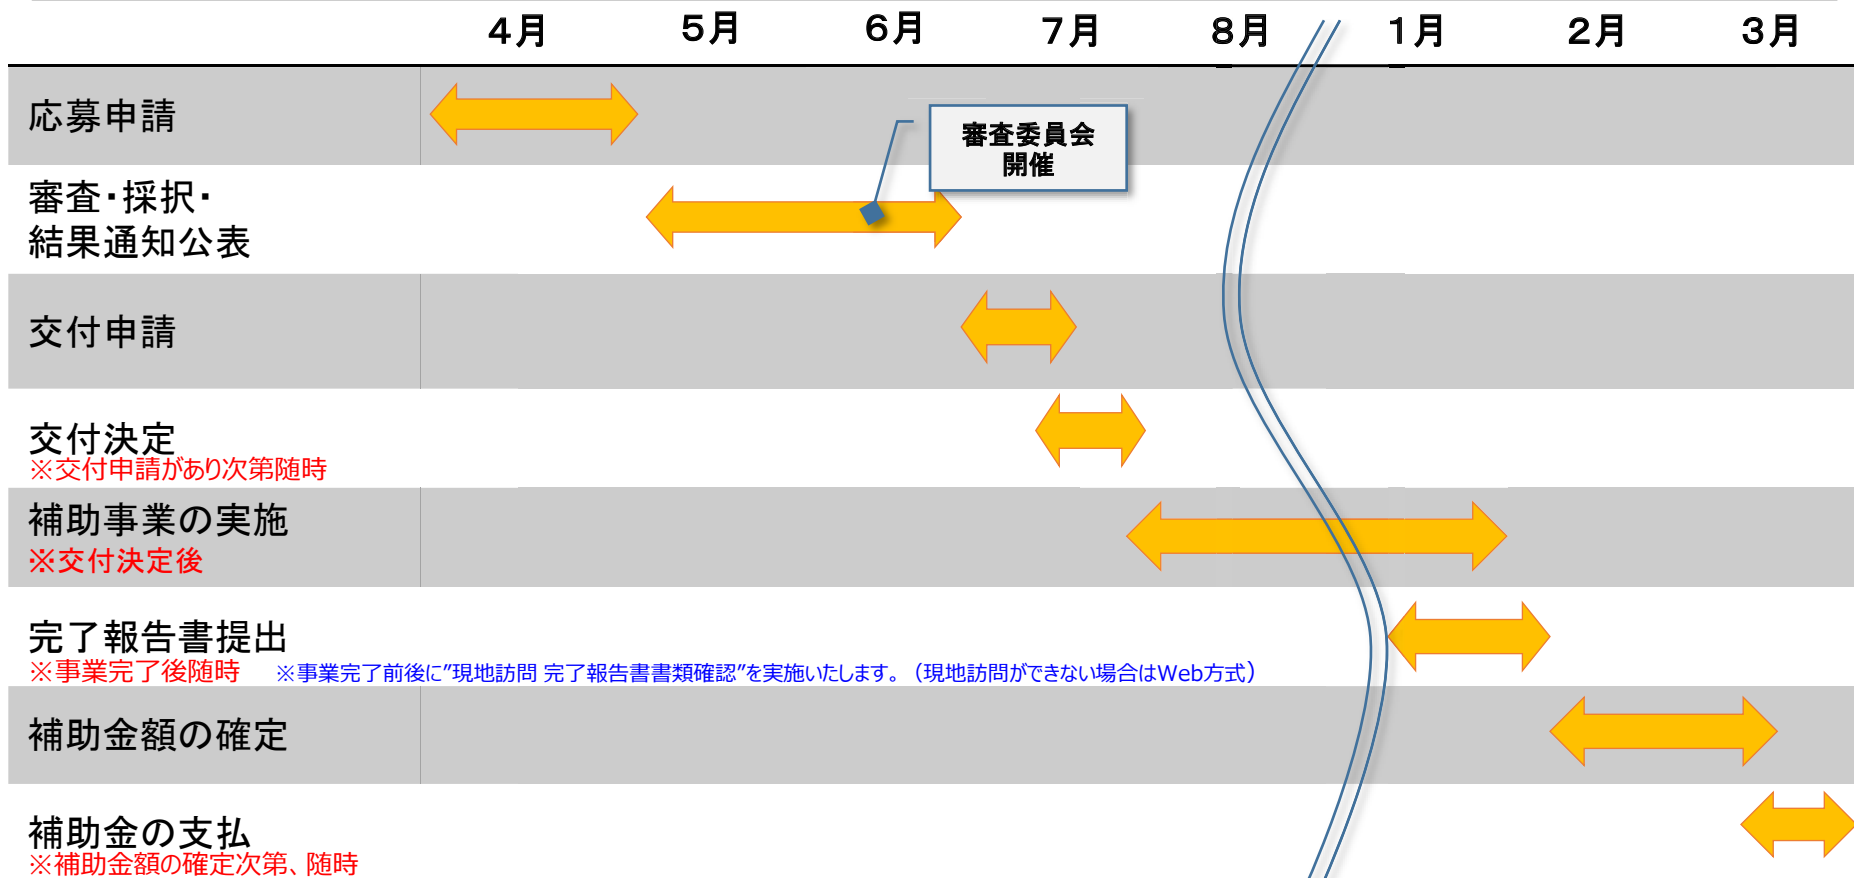 4月 5月 6月 7月 8月 1月 2月 3月
応募申請
審査委員会
開催
審査・採択・
結果通知公表
交付申請
交付決定
※交付申請があり次第随時
補助事業の実施
※交付決定後
完了報告書提出
※事業完了後随時 ※事業完了前後に”現地訪問 完了報告書書類確認”を実施いたします。（現地訪問ができない場合はWeb方式）
補助金額の確定
補助金の支払
※補助金額の確定次第、随時